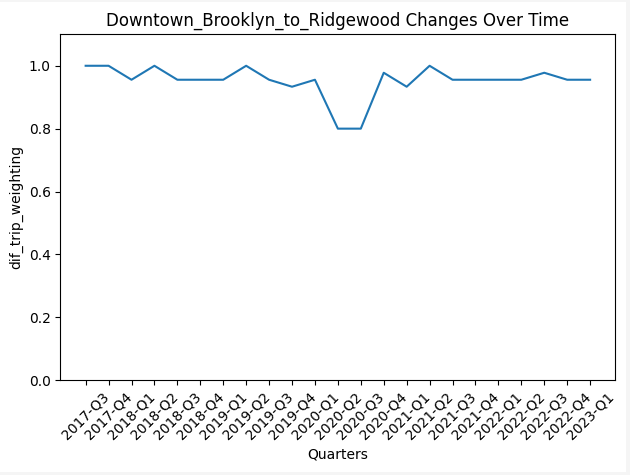 Downtown_Brooklyn_to_Ridgewood Changes Over Time
dif_trip_weighting
1.0
0.8
0.6
0.4
0.2
0.0
2017-Q3
2017-Q4
2018-Q1
2018-Q2
2018-Q3
2018-Q4
2019-Q1
2019-Q2
2019-Q3
2019-Q4
2020-Q1
2020-Q2
2020-Q3
2020-Q4
2021-Q1
2021-Q2
2021-Q3
2021-Q4
2022-Q1
2022-Q2
2022-Q3
2022-Q4
2023-Q1
Quarters